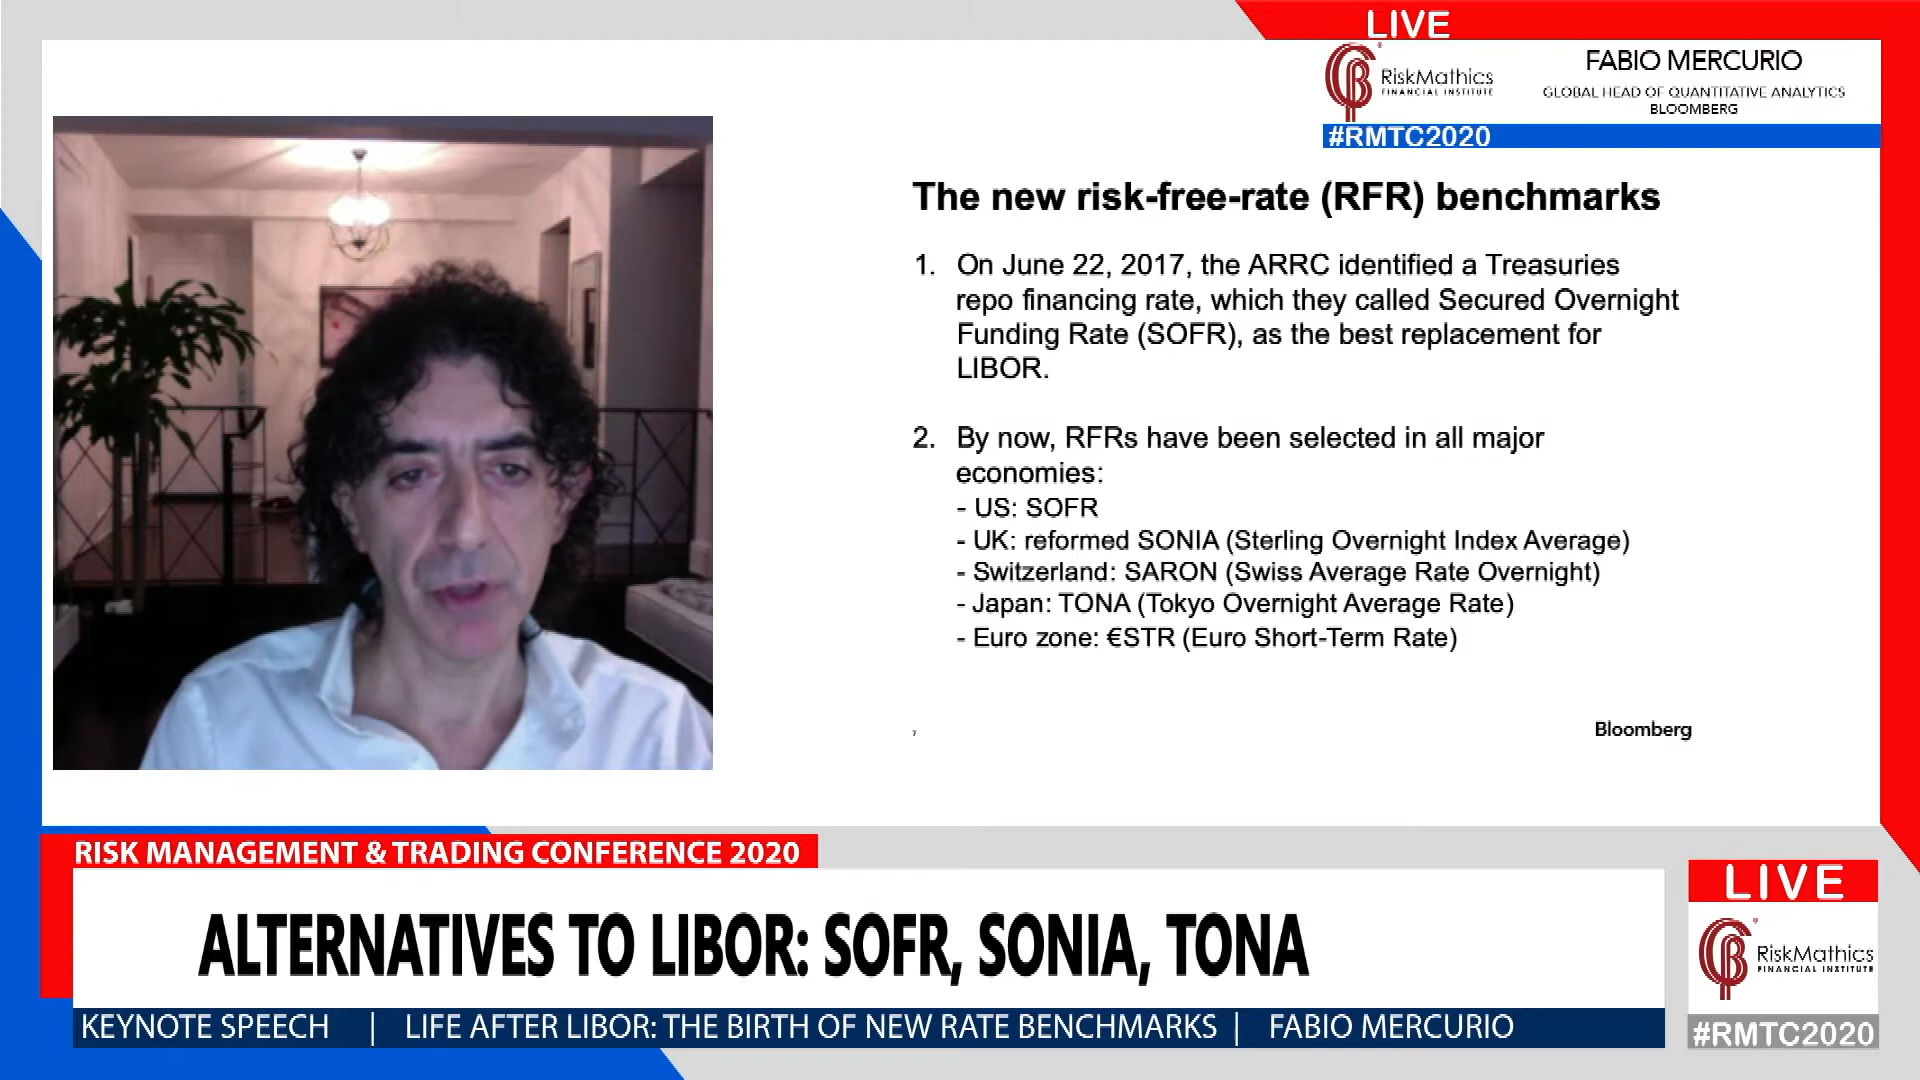 LIVE
RiskMathics
FINANCIAL INSTITUTE
FABIO MERCURIO
GLOBAL HEAD OF QUANTITATIVE ANALYTICS
BLOOMBERG
#RMTC2020
The new risk-free-rate (RFR) benchmarks
1. On June 22, 2017, the ARRC identified a Treasuries
repo financing rate, which they called Secured Overnight
Funding Rate (SOFR), as the best replacement for
LIBOR.
2. By now, RFRs have been selected in all major
economies:
- US: SOFR
- UK: reformed SONIA (Sterling Overnight Index Average)
- Switzerland: SARON (Swiss Average Rate Overnight)
- Japan: TONA (Tokyo Overnight Average Rate)
- Euro zone: €STR (Euro Short-Term Rate)
7
Bloomberg
RISK MANAGEMENT & TRADING CONFERENCE 2020
ALTERNATIVES TO LIBOR: SOFR, SONIA, TONA
KEYNOTE SPEECH | LIFE AFTER LIBOR: THE BIRTH OF NEW RATE BENCHMARKS | FABIO MERCURIO
LIVE
RiskMathics
FINANCIAL INSTITUTE
#RMTC2020